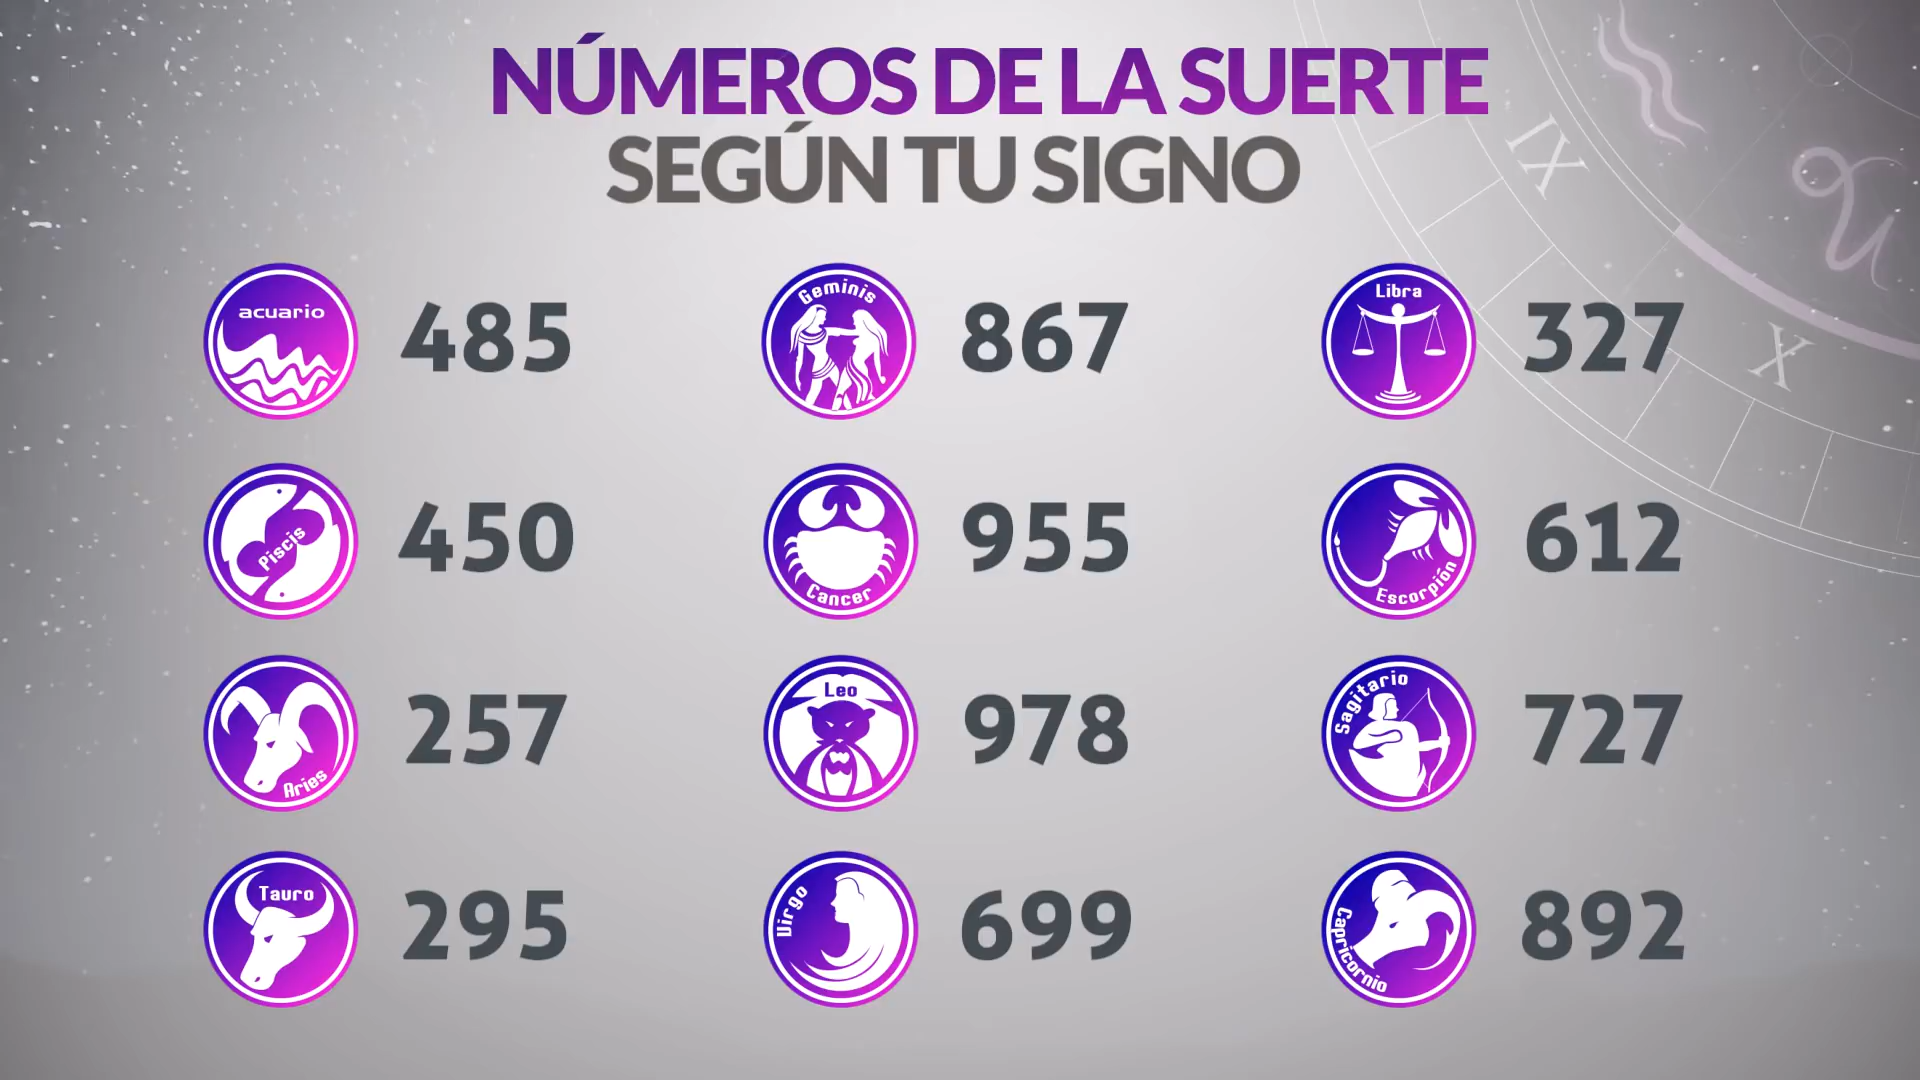 NÚMEROS DE LA SUERTE
SEGÚN TU SIGNO
acuario 485
Geminis 867
Libra 327
Piscis 450
Cancer 955
Escorpión 612
Aries 257
Leo 978
Sagitario 727
Tauro 295
Virgo 699
Capricornio 892
IX
X